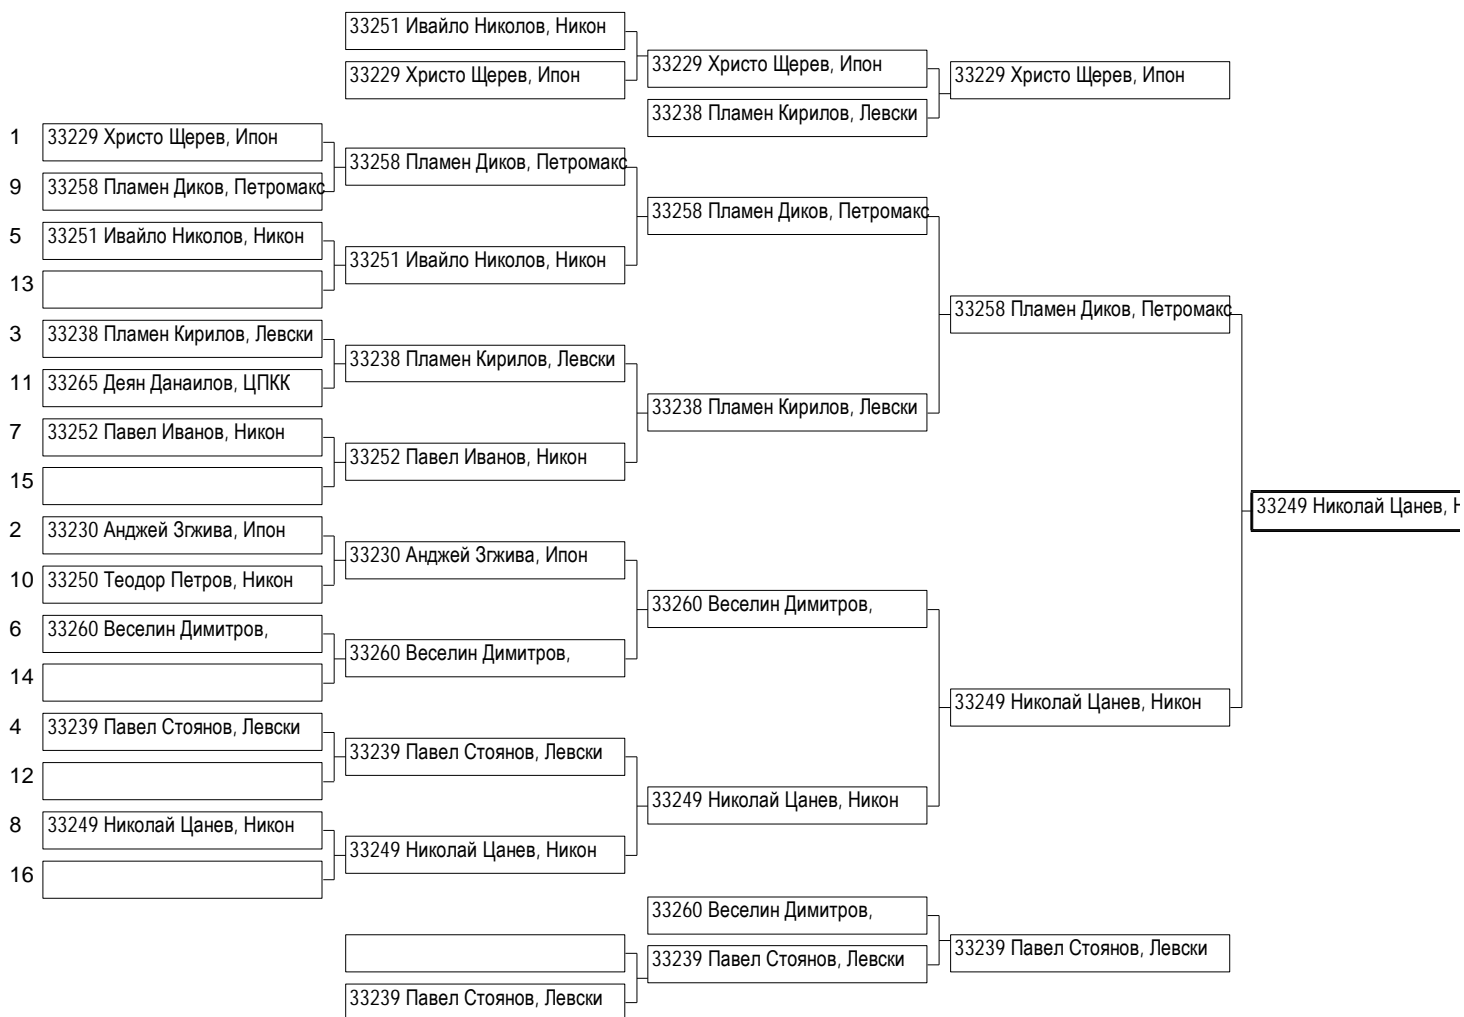 33251 Ивайло Николов, Никон
33229 Христо Щерев, Ипон
33229 Христо Щерев, Ипон
33238 Пламен Кирилов, Левски
33229 Христо Щерев, Ипон
1 33229 Христо Щерев, Ипон
9 33258 Пламен Диков, Петромакс
5 33251 Ивайло Николов, Никон
13
3 33238 Пламен Кирилов, Левски
11 33265 Деян Данаилов, ЦПКК
7 33252 Павел Иванов, Никон
15
2 33230 Анджей Згжива, Ипон
10 33250 Теодор Петров, Никон
6 33260 Веселин Димитров,
14
4 33239 Павел Стоянов, Левски
12
8 33249 Николай Цанев, Никон
16
33258 Пламен Диков, Петромакс
33251 Ивайло Николов, Никон
33238 Пламен Кирилов, Левски
33252 Павел Иванов, Никон
33230 Анджей Згжива, Ипон
33260 Веселин Димитров,
33239 Павел Стоянов, Левски
33249 Николай Цанев, Никон
33258 Пламен Диков, Петромакс
33238 Пламен Кирилов, Левски
33260 Веселин Димитров,
33249 Николай Цанев, Никон
33258 Пламен Диков, Петромакс
33249 Николай Цанев, Никон
33249 Николай Цанев,
33239 Павел Стоянов, Левски
33260 Веселин Димитров,
33239 Павел Стоянов, Левски
33239 Павел Стоянов, Левски